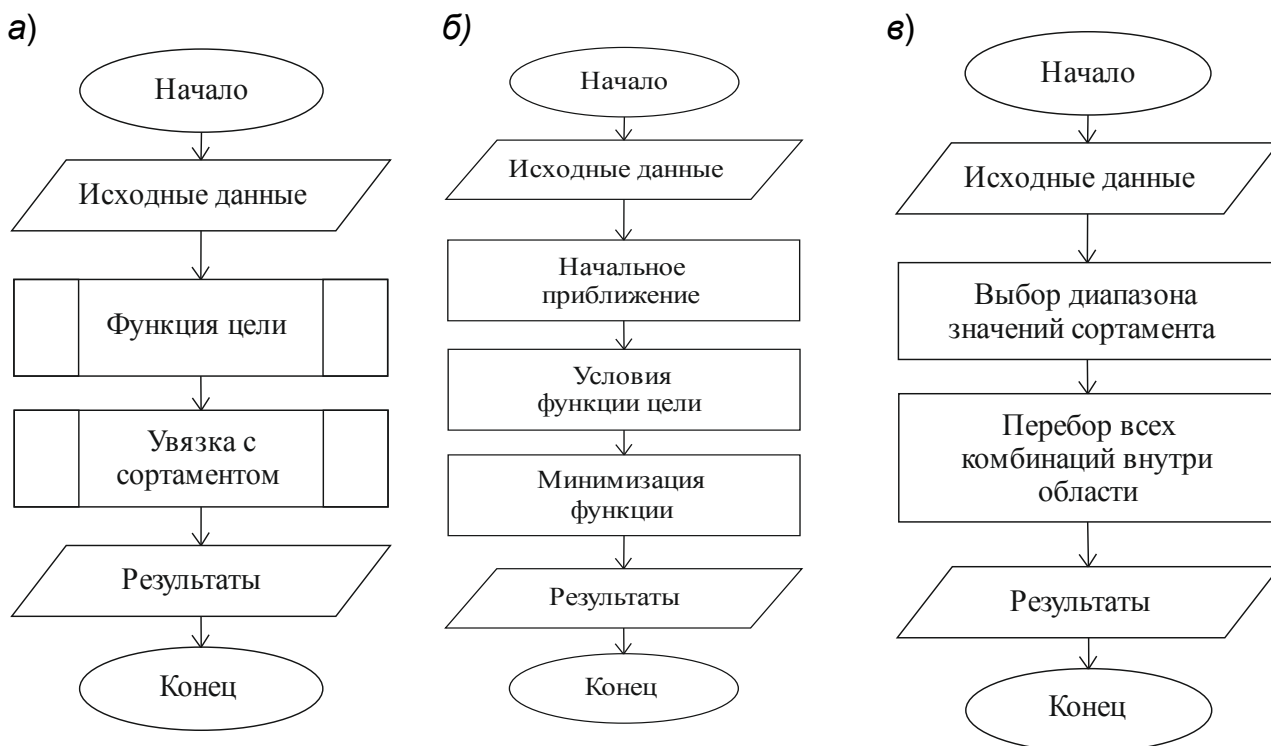 а)
Начало
Исходные данные
Функция цели
Увязка с
сортаментом
Результаты
Конец
б)
Начало
Исходные данные
Начальное
приближение
Условия
функции цели
Минимизация
функции
Результаты
Конец
в)
Начало
Исходные данные
Выбор диапазона
значений сортамента
Перебор всех
комбинаций внутри
области
Результаты
Конец